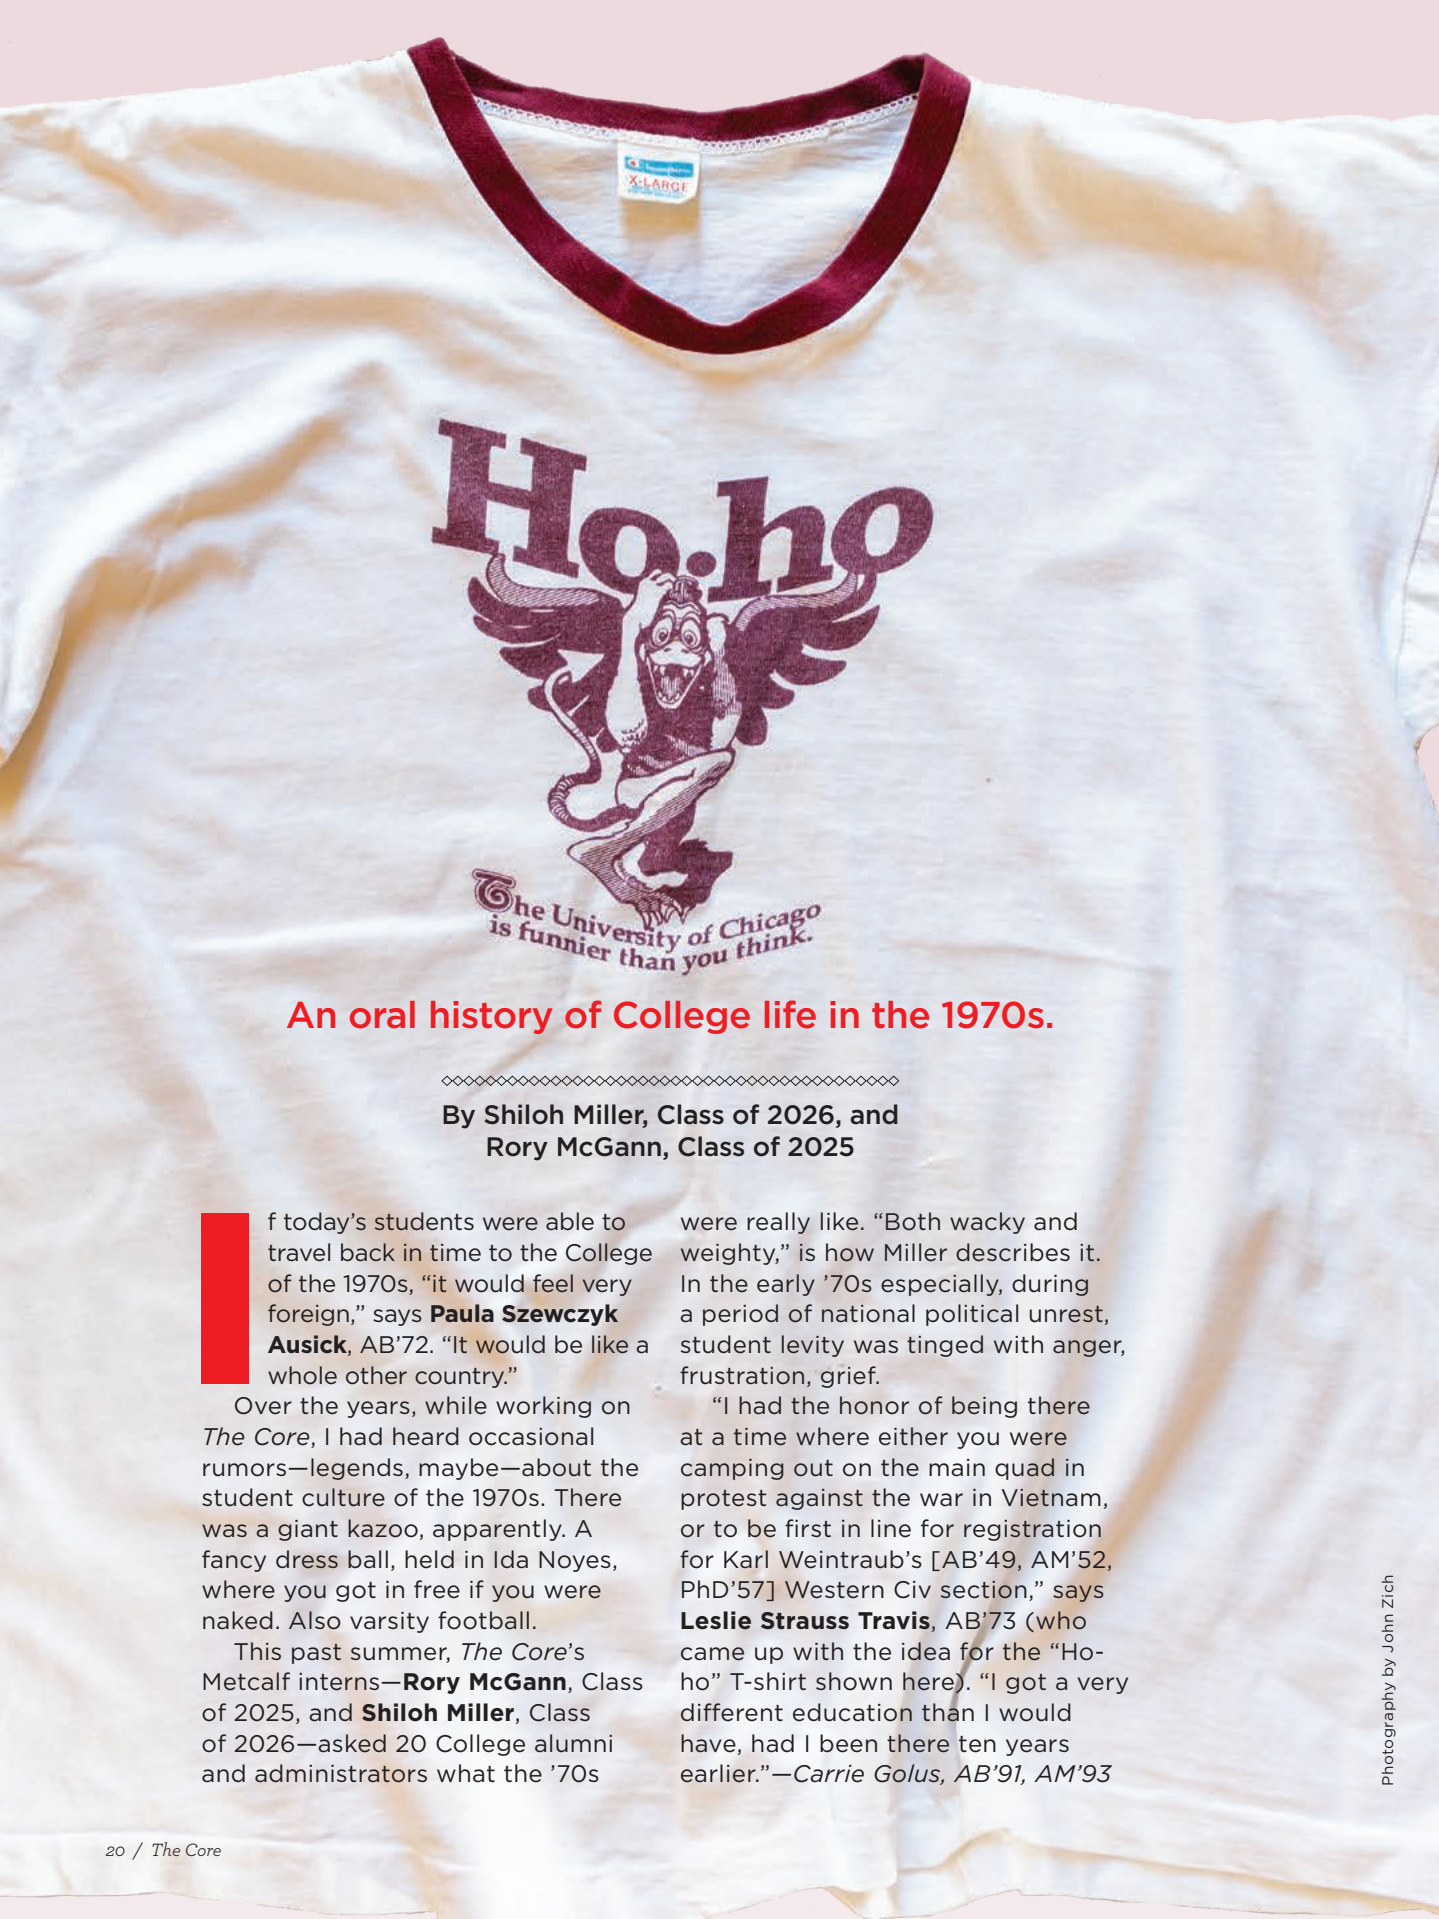 X-LARGE
Ho.ho
The University of Chicago
is funnier than you think.
An oral history of College life in the 1970s.
By Shiloh Miller, Class of 2026, and
Rory McGann, Class of 2025
If today’s students were able to
travel back in time to the College
of the 1970s, “it would feel very
foreign,” says Paula Szewczyk
Ausick, AB’72. “It would be like a
whole other country.”
Over the years, while working on
The Core, I had heard occasional
rumors—legends, maybe—about the
student culture of the 1970s. There
was a giant kazoo, apparently. A
fancy dress ball, held in Ida Noyes,
where you got in free if you were
naked. Also varsity football.
This past summer, The Core’s
Metcalf interns—Rory McGann, Class
of 2025, and Shiloh Miller, Class
of 2026—asked 20 College alumni
and administrators what the ’70s
were really like. “Both wacky and
weighty,” is how Miller describes it.
In the early ’70s especially, during
a period of national political unrest,
student levity was tinged with anger,
frustration, grief.
“I had the honor of being there
at a time where either you were
camping out on the main quad in
protest against the war in Vietnam,
or to be first in line for registration
for Karl Weintraub’s [AB’49, AM’52,
PhD’57] Western Civ section,” says
Leslie Strauss Travis, AB’73 (who
came up with the idea for the “Ho-
ho” T-shirt shown here). “I got a very
different education than I would
have, had I been there ten years
earlier.”—Carrie Golus, AB’91, AM’93
Photography by John Zich
20 / The Core